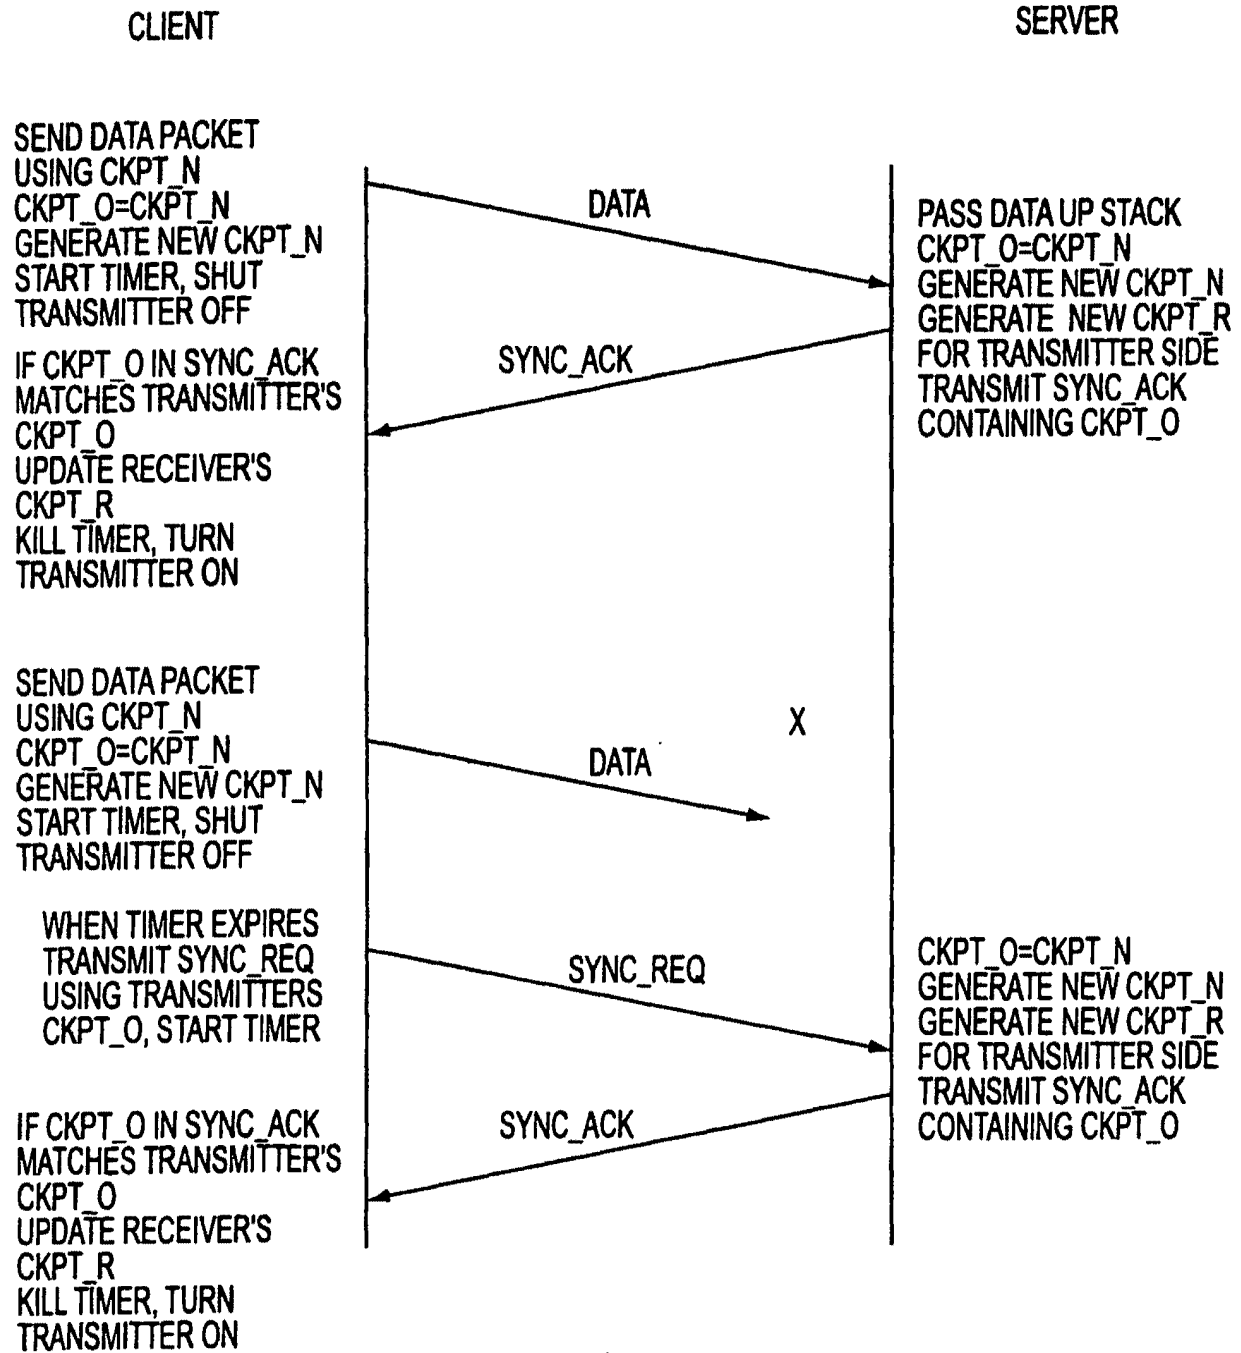 CLIENT
SERVER
SEND DATA PACKET
USING CKPT_N
CKPT_O=CKPT_N
GENERATE NEW CKPT_N
START TIMER, SHUT
TRANSMITTER OFF
DATA
PASS DATA UP STACK
CKPT_O=CKPT_N
GENERATE NEW CKPT_N
GENERATE NEW CKPT_R
FOR TRANSMITTER SIDE
TRANSMIT SYNC_ACK
CONTAINING CKPT_O
SYNC_ACK
IF CKPT_O IN SYNC_ACK
MATCHES TRANSMITTER'S
CKPT_O
UPDATE RECEIVER'S
CKPT_R
KILL TIMER, TURN
TRANSMITTER ON
SEND DATA PACKET
USING CKPT_N
CKPT_O=CKPT_N
GENERATE NEW CKPT_N
START TIMER, SHUT
TRANSMITTER OFF
DATA
X
WHEN TIMER EXPIRES
TRANSMIT SYNC_REQ
USING TRANSMITTERS
CKPT_O, START TIMER
SYNC_REQ
CKPT_O=CKPT_N
GENERATE NEW CKPT_N
GENERATE NEW CKPT_R
FOR TRANSMITTER SIDE
TRANSMIT SYNC_ACK
CONTAINING CKPT_O
SYNC_ACK
IF CKPT_O IN SYNC_ACK
MATCHES TRANSMITTER'S
CKPT_O
UPDATE RECEIVER'S
CKPT_R
KILL TIMER, TURN
TRANSMITTER ON